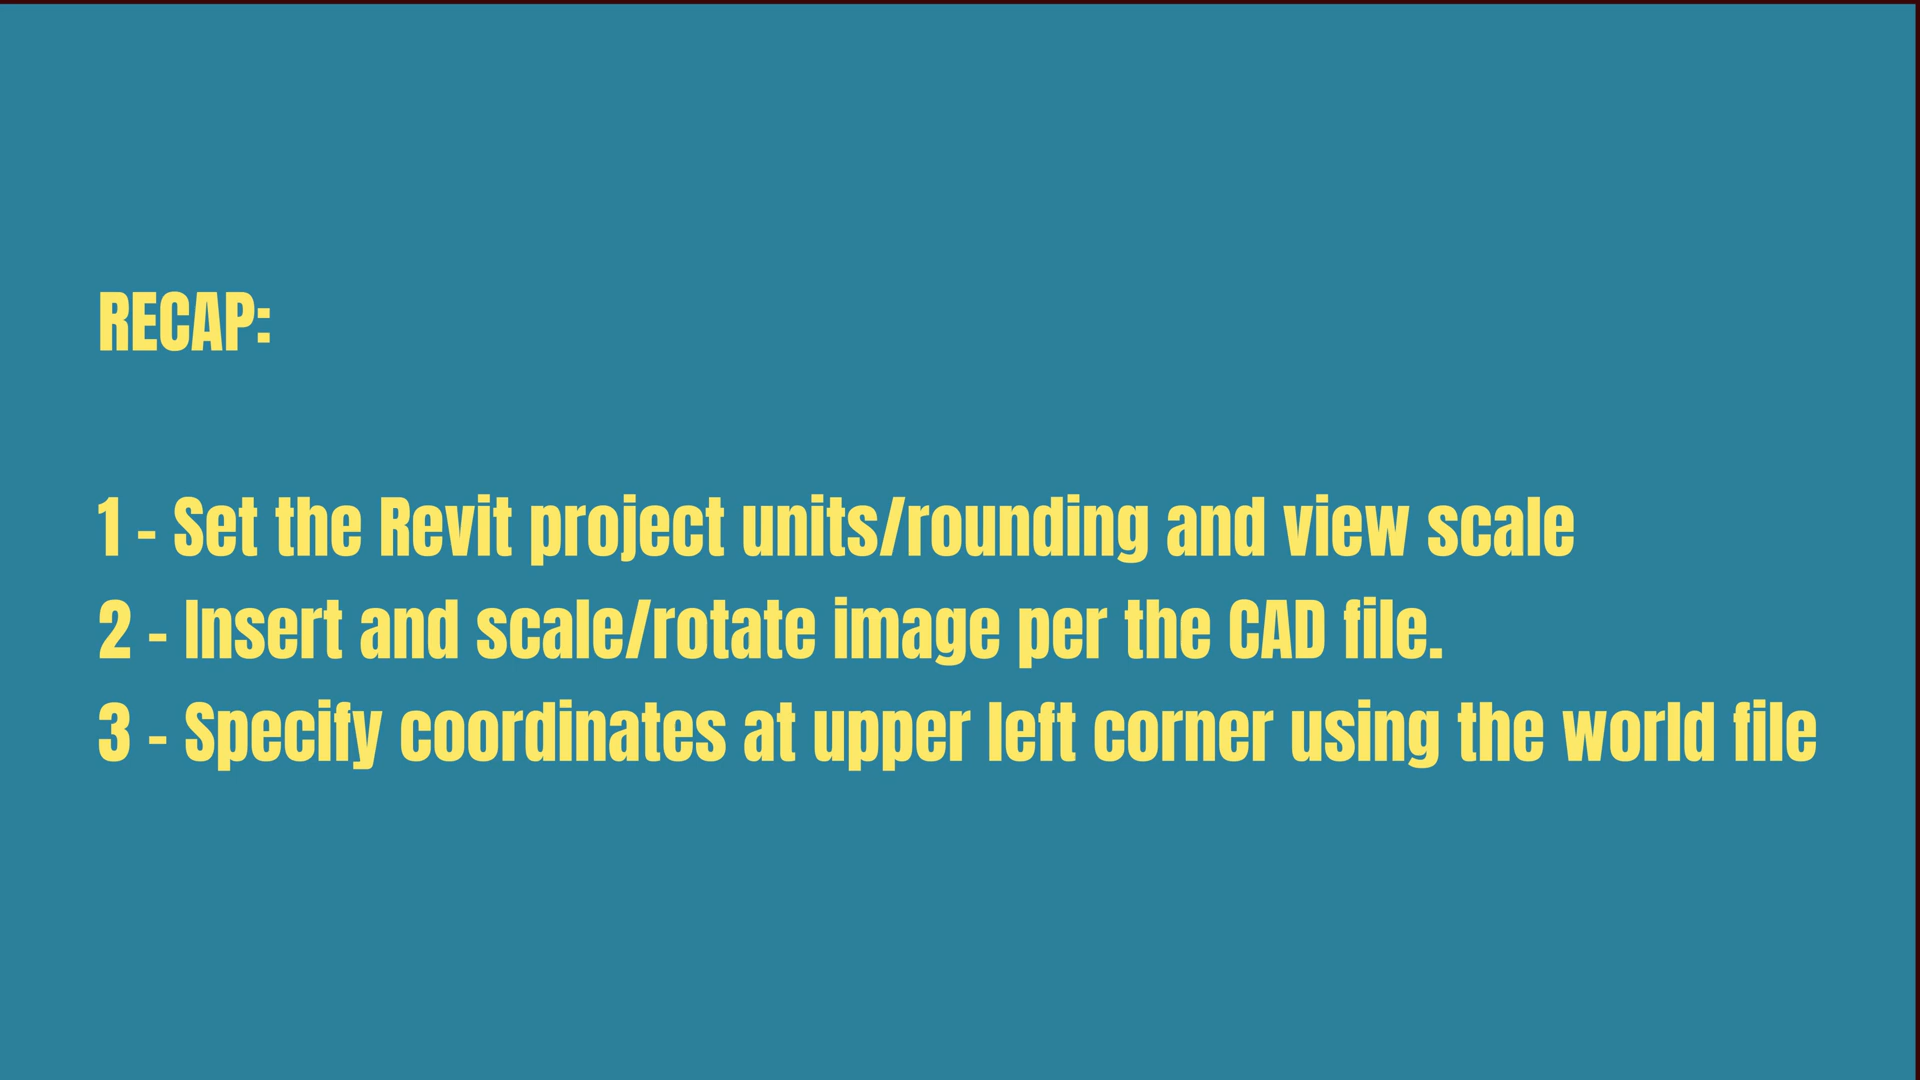 RECAP:
1 - Set the Revit project units/rounding and view scale
2 - Insert and scale/rotate image per the CAD file.
3 - Specify coordinates at upper left corner using the world file